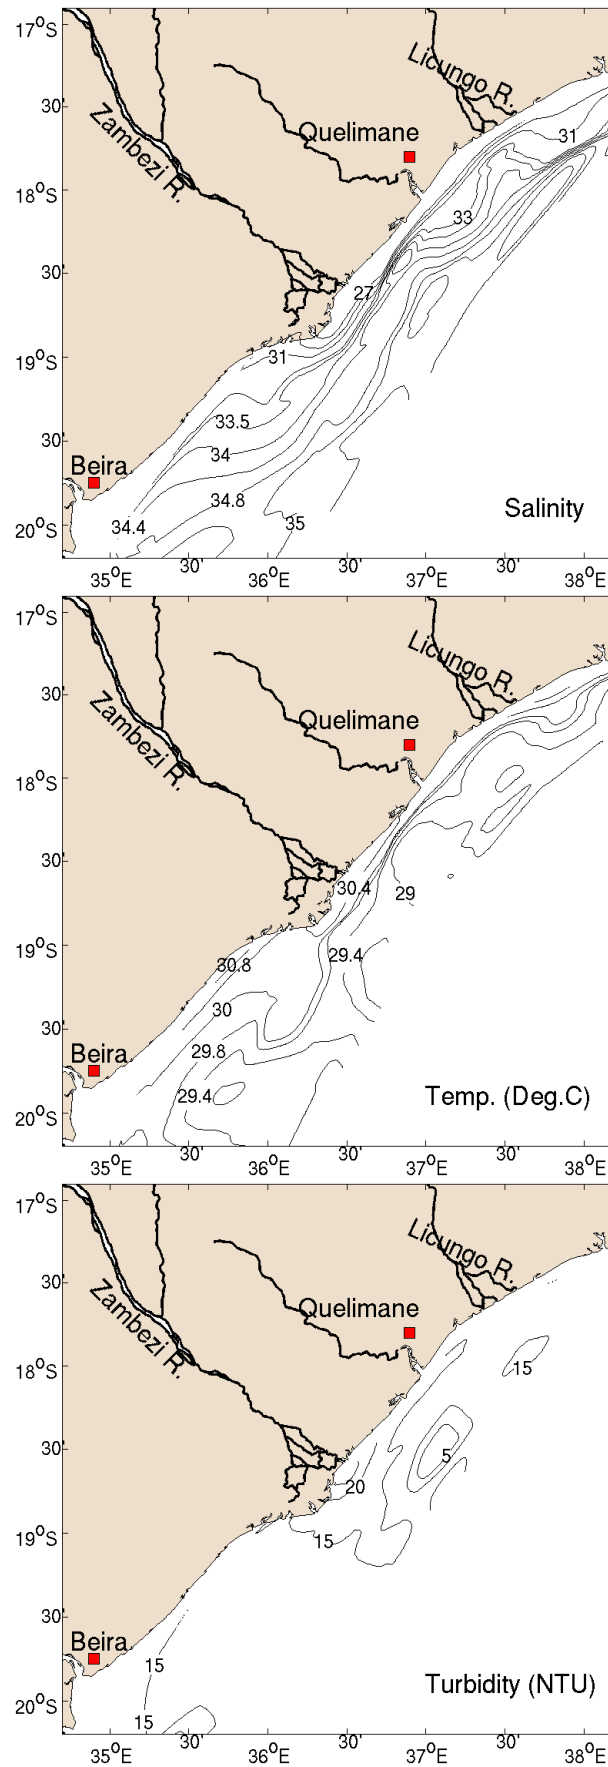 17°S
Licungo R.
30'
Zambezi R.
Quelimane
31
18°S
33
30'
27
19°S
31
33.5
30'
34
Beira
34.8
Salinity
20°S
34.4
35
35°E
30'
36°E
30'
37°E
30'
38°E
17°S
Licungo R.
30'
Zambezi R.
Quelimane
18°S
30'
30.4
29
19°S
29.4
30.8
30
30'
29.8
Beira
29.4
Temp. (Deg.C)
20°S
35°E
30'
36°E
30'
37°E
30'
38°E
17°S
Licungo R.
30'
Zambezi R.
Quelimane
18°S
15
30'
5
20
19°S
15
30'
Beira
15
Turbidity (NTU)
20°S
15
35°E
30'
36°E
30'
37°E
30'
38°E